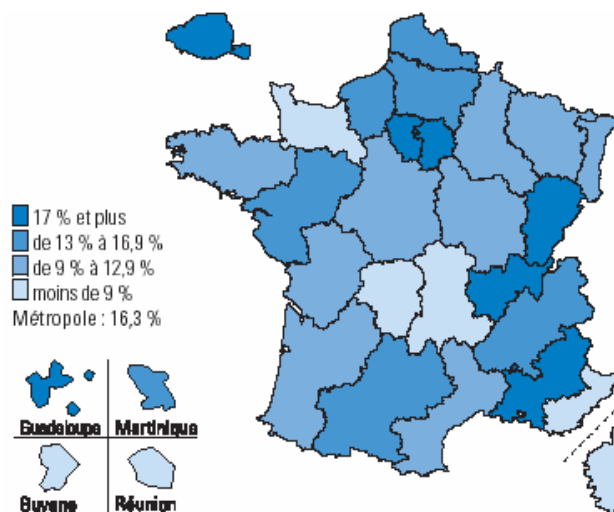 17 % et plus
de 13 % à 16,9 %
de 9 % à 12,9 %
moins de 9 %
Métropole : 16,3 %
Guadeloupe
Martinique
Guyane
Réunion